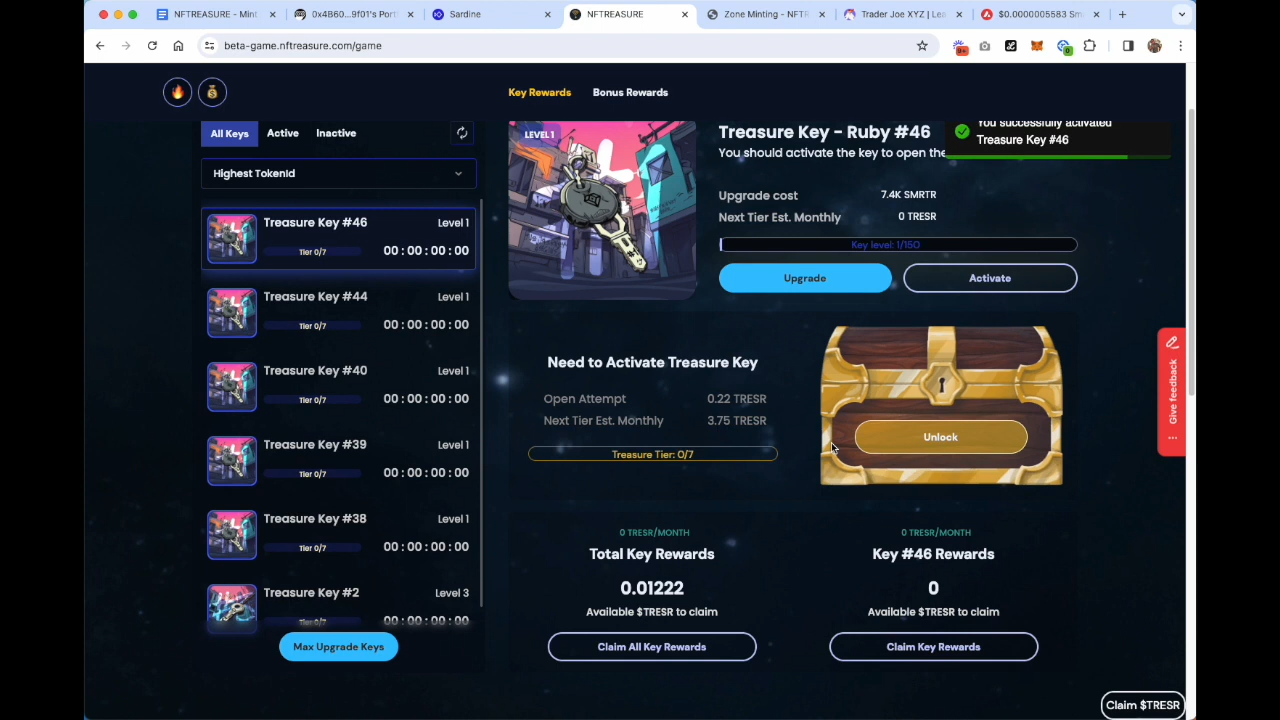 NFTREASURE - Mint
0x4B60...9f01's Port
Sardine
NFTREASURE
Zone Minting - NFTR
Trader Joe XYZ | Lea
$0.0000005583 Sm
beta-game.nftreasure.com/game
9+
0
Key Rewards
Bonus Rewards
All Keys
Active
Inactive
Highest TokenId
Treasure Key #46
Level 1
Tier 0/7
00 : 00 : 00 : 00
Treasure Key #44
Level 1
Tier 0/7
00 : 00 : 00 : 00
Treasure Key #40
Level 1
Tier 0/7
00 : 00 : 00 : 00
Treasure Key #39
Level 1
Tier 0/7
00 : 00 : 00 : 00
Treasure Key #38
Level 1
Tier 0/7
00 : 00 : 00 : 00
Treasure Key #2
Level 3
Tier 0/7
00 : 00 : 00 : 00
Max Upgrade Keys
LEVEL 1
Treasure Key - Ruby #46
You should activate the key to open the
You successfully activated
Treasure Key #46
Upgrade cost
7.4K SMRTR
Next Tier Est. Monthly
0 TRESR
Key level: 1/150
Upgrade
Activate
Need to Activate Treasure Key
Open Attempt
0.22 TRESR
Next Tier Est. Monthly
3.75 TRESR
Treasure Tier: 0/7
Unlock
0 TRESR/MONTH
Total Key Rewards
0.01222
Available $TRESR to claim
Claim All Key Rewards
0 TRESR/MONTH
Key #46 Rewards
0
Available $TRESR to claim
Claim Key Rewards
Give feedback
Claim $TRESR